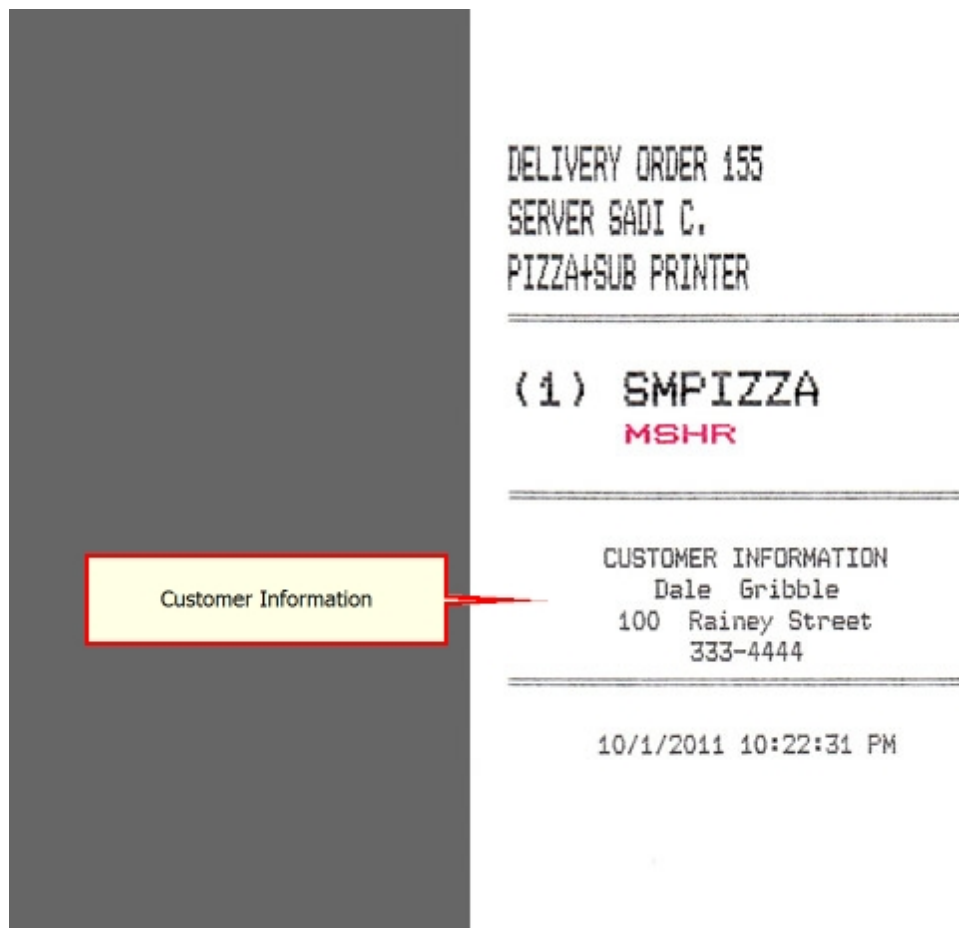 DELIVERY ORDER 155
SERVER SADI C.
PIZZA+SUB PRINTER
(1) SMPIZZA
MSHR
Customer Information
CUSTOMER INFORMATION
Dale Gribble
100 Rainey Street
333-4444
10/1/2011 10:22:31 PM